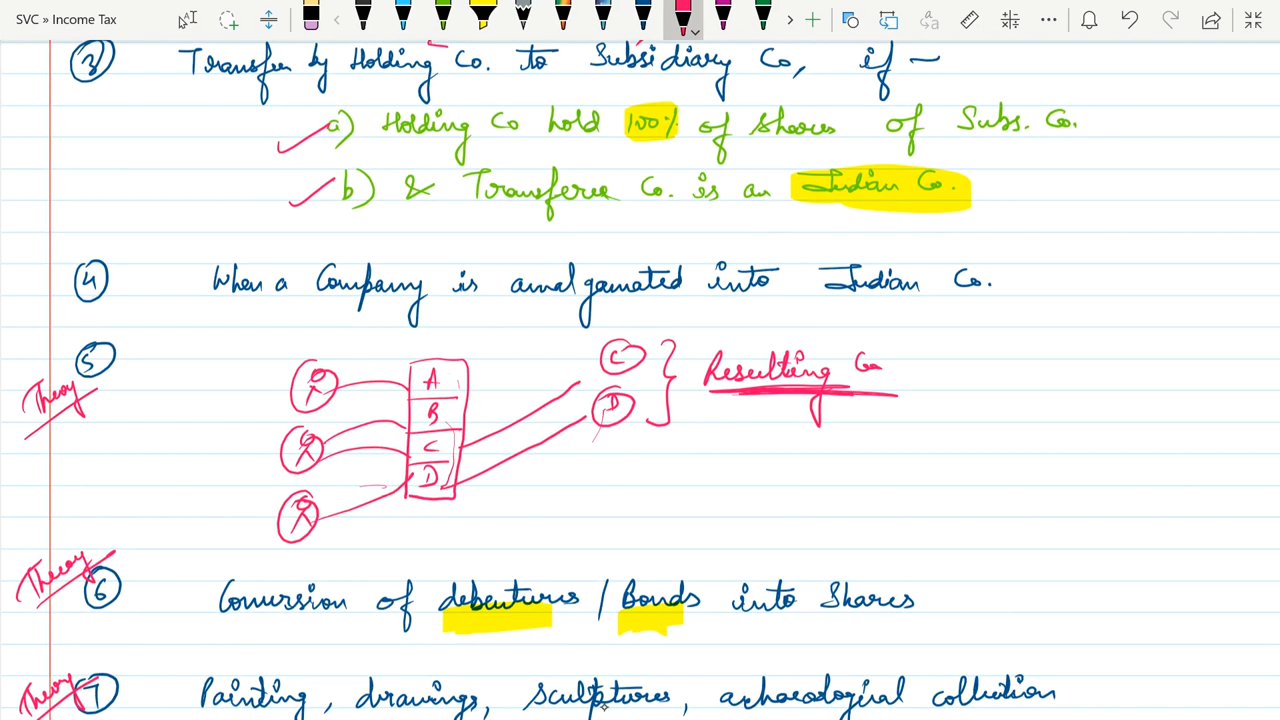 SVC » Income Tax
③ Transfer by Holding Co. to Subsidiary Co, if –
a) Holding Co hold 100% of shares of Subs. Co.
b) & Transferee Co. is an Indian Co.
④ When a Company is amalgamated into Indian Co.
⑤
Theory
A
B
C
D
C
D
Resulting Co
Theory
⑥ Conversion of debentures / Bonds into Shares
Theory
⑦ Painting, drawings, sculptures, archaeological collection